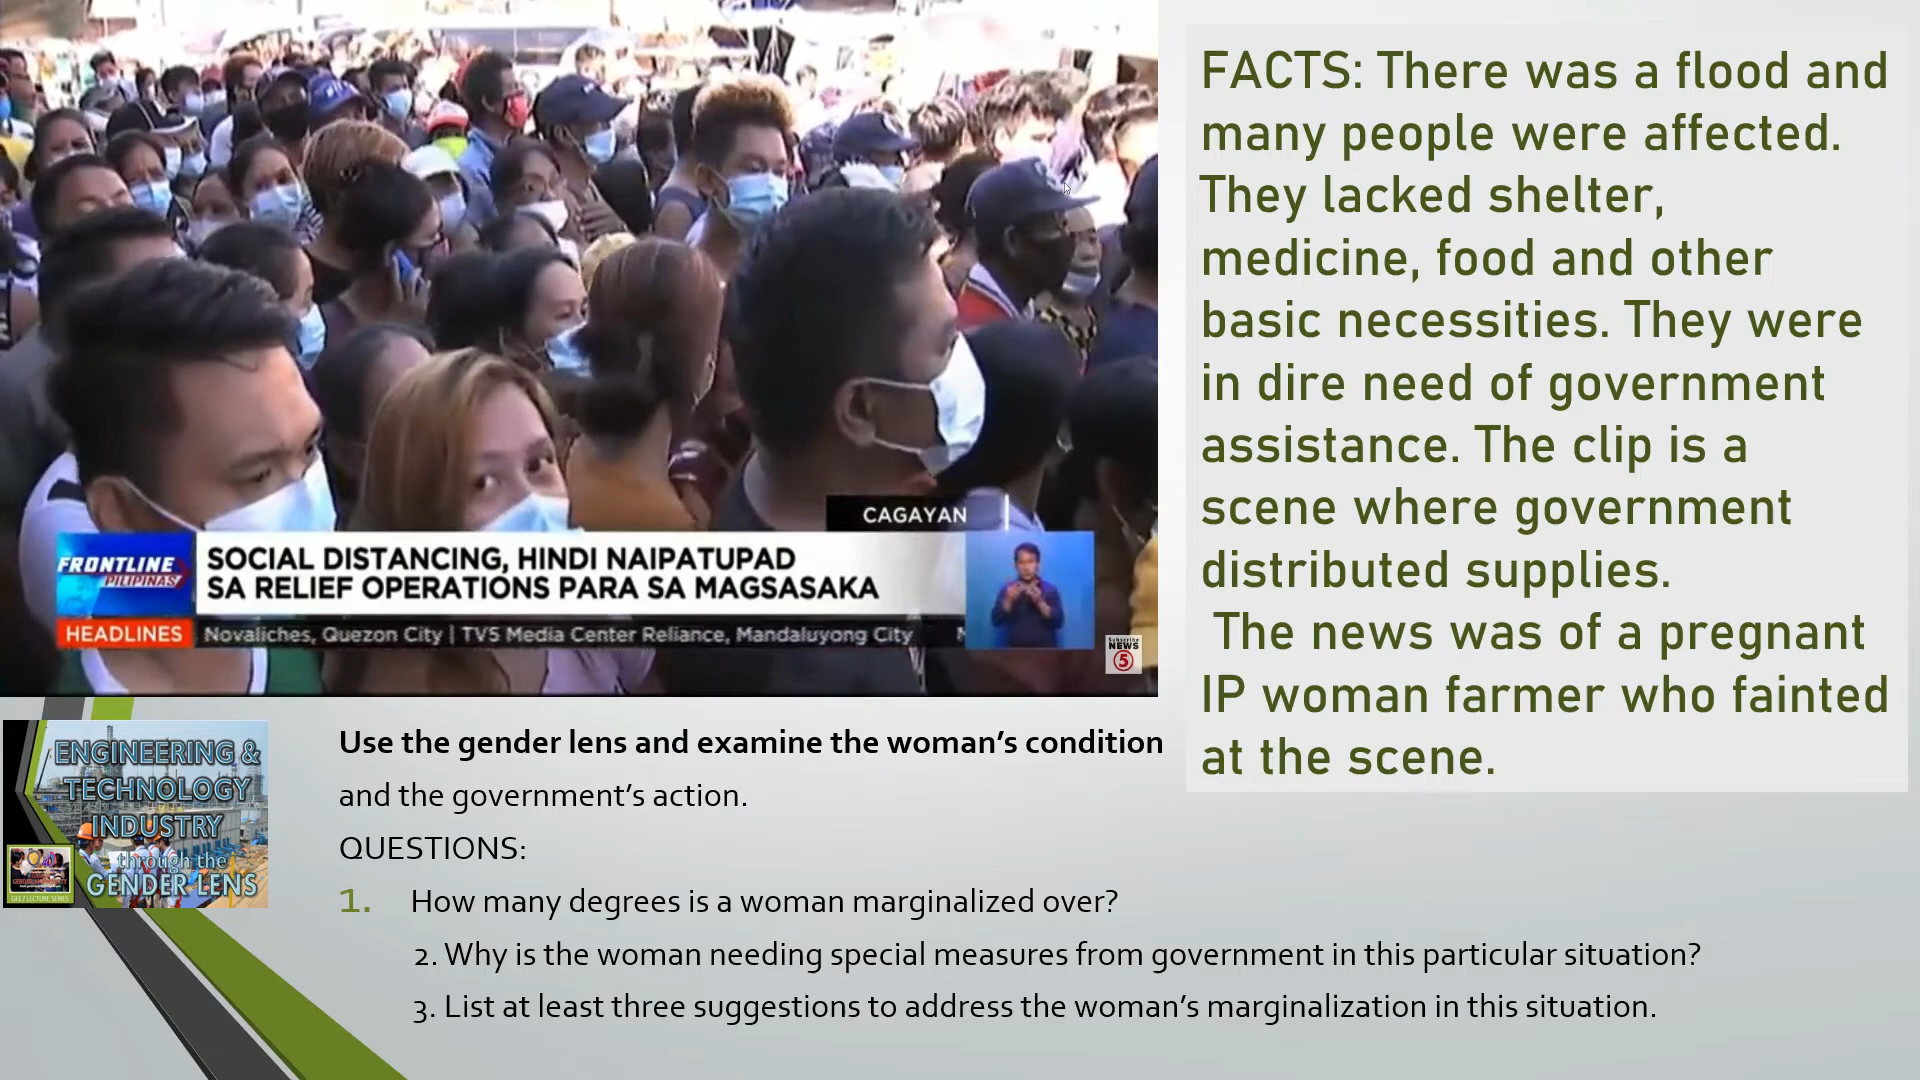 FACTS: There was a flood and
many people were affected.
They lacked shelter,
medicine, food and other
basic necessities. They were
in dire need of government
assistance. The clip is a
scene where government
distributed supplies.
The news was of a pregnant
IP woman farmer who fainted
at the scene.
CAGAYAN
FRONTLINE
PILIPINAS
SOCIAL DISTANCING, HINDI NAIPATUPAD
SA RELIEF OPERATIONS PARA SA MAGSASAKA
HEADLINES
Novaliches, Quezon City | TV5 Media Center Reliance, Mandaluyong City
Subscribe
NEWS
5
ENGINEERING &
TECHNOLOGY
INDUSTRY
through the
GENDER LENS
Use the gender lens and examine the woman's condition
and the government's action.
QUESTIONS:
1. How many degrees is a woman marginalized over?
2. Why is the woman needing special measures from government in this particular situation?
3. List at least three suggestions to address the woman's marginalization in this situation.